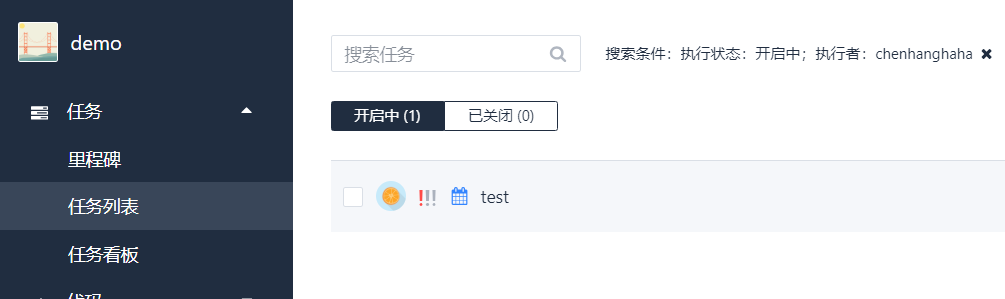 demo
任务
里程碑
任务列表
任务看板
代码
搜索任务
搜索条件：执行状态：开启中；执行者：chenhanghaha
开启中 (1)
已关闭 (0)
test